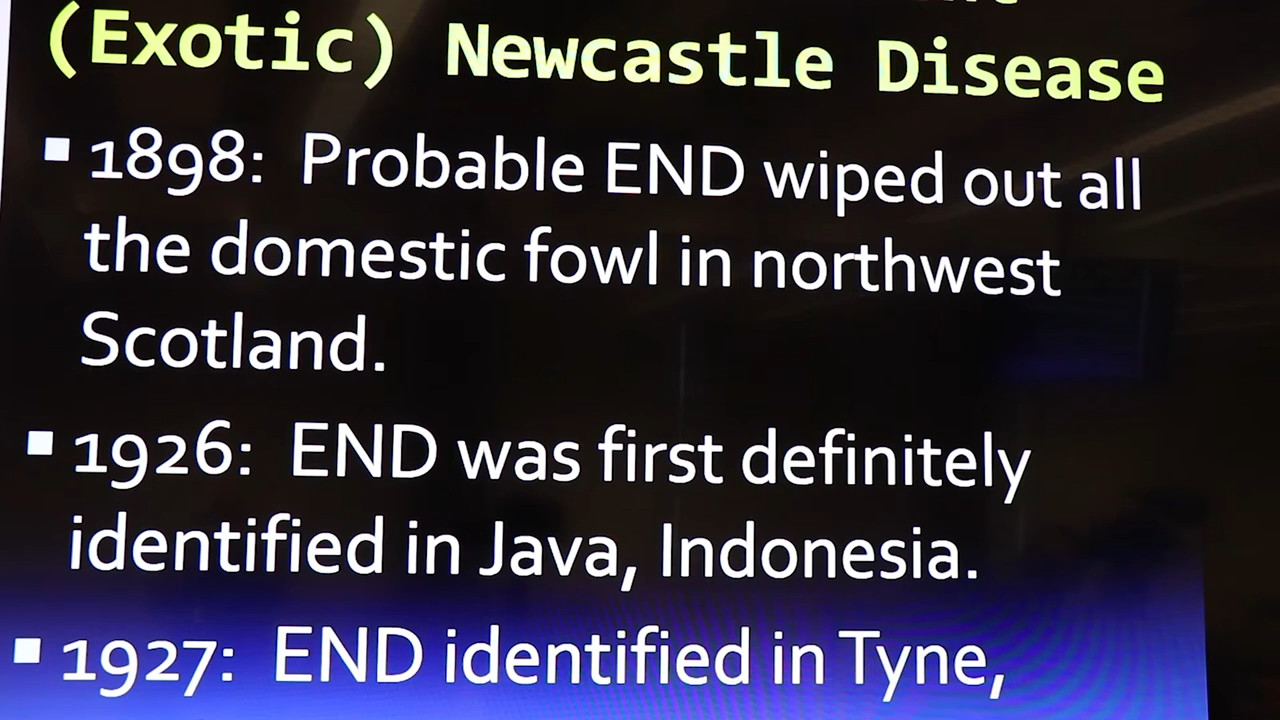 (Exotic) Newcastle Disease
▪ 1898: Probable END wiped out all
the domestic fowl in northwest
Scotland.
▪ 1926: END was first definitely
identified in Java, Indonesia.
▪ 1927: END identified in Tyne,